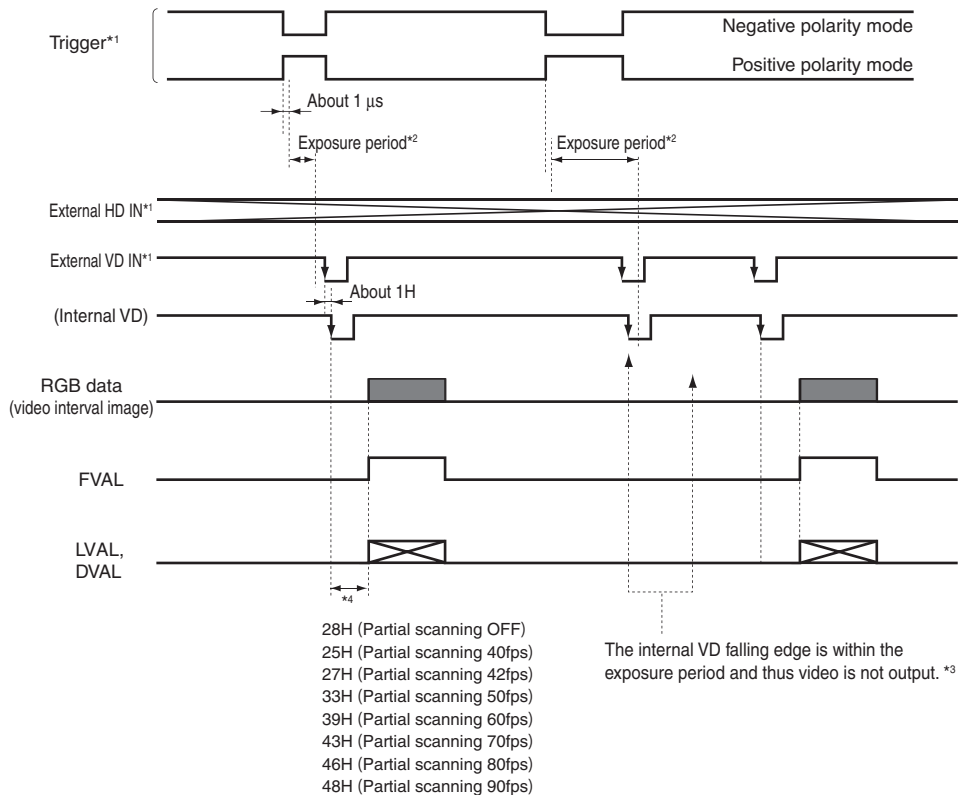 Trigger*1
Negative polarity mode
Positive polarity mode
About 1 μs
Exposure period*2
Exposure period*2
External HD IN*1
External VD IN*1
About 1H
(Internal VD)
RGB data
(video interval image)
FVAL
LVAL,
DVAL
*4
28H (Partial scanning OFF)
25H (Partial scanning 40fps)
27H (Partial scanning 42fps)
33H (Partial scanning 50fps)
39H (Partial scanning 60fps)
43H (Partial scanning 70fps)
46H (Partial scanning 80fps)
48H (Partial scanning 90fps)
The internal VD falling edge is within the
exposure period and thus video is not output. *3